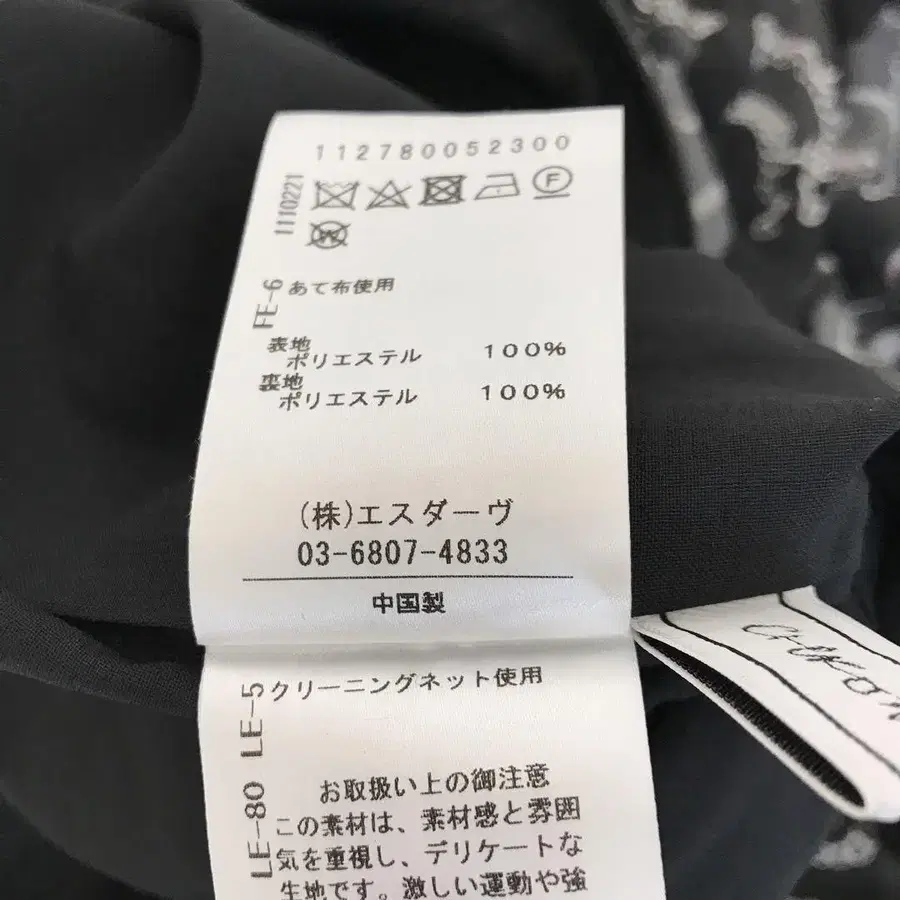 112780052300
1110221
F
W
FE-6
あて布使用
表地
ポリエステル 100%
裏地
ポリエステル 100%
(株)エスダーヴ
03-6807-4833
中国製
LE-5
クリーニングネット使用
LE-80
お取扱い上の御注意
この素材は、素材感と雰囲
気を重視し、デリケートな
生地です。激しい運動や強